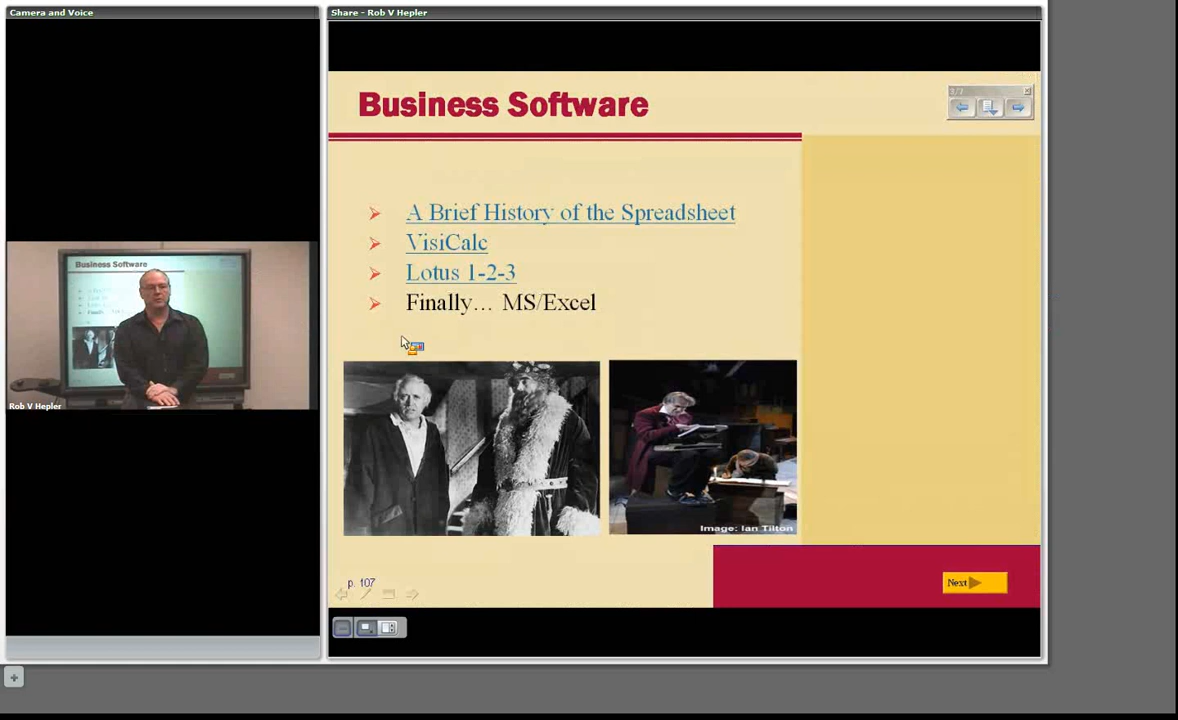 Camera and Voice
Share - Rob V Hepler
Business Software
A Brief History of the Spreadsheet
VisiCalc
Lotus 1-2-3
Finally... MS/Excel
Business Software
Rob V Hepler
Image: Ian Tilton
p. 107
Next